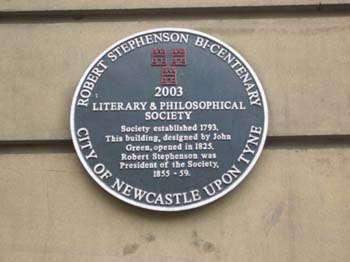 ROBERT STEPHENSON BI-CENTENARY
2003
LITERARY & PHILOSOPHICAL
SOCIETY
Society established 1793.
This building, designed by John
Green, opened in 1825.
Robert Stephenson was
President of the Society,
1855 - 59.
CITY OF NEWCASTLE UPON TYNE